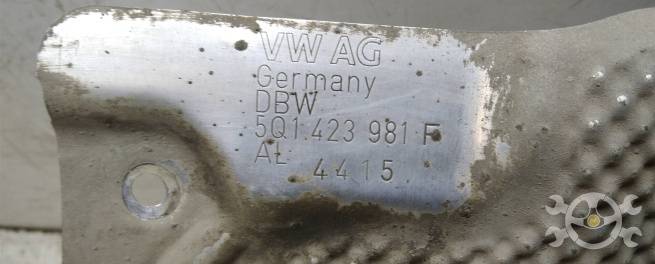 VW AG
Germany
DBW
5Q1.423 981 F
AL
4415